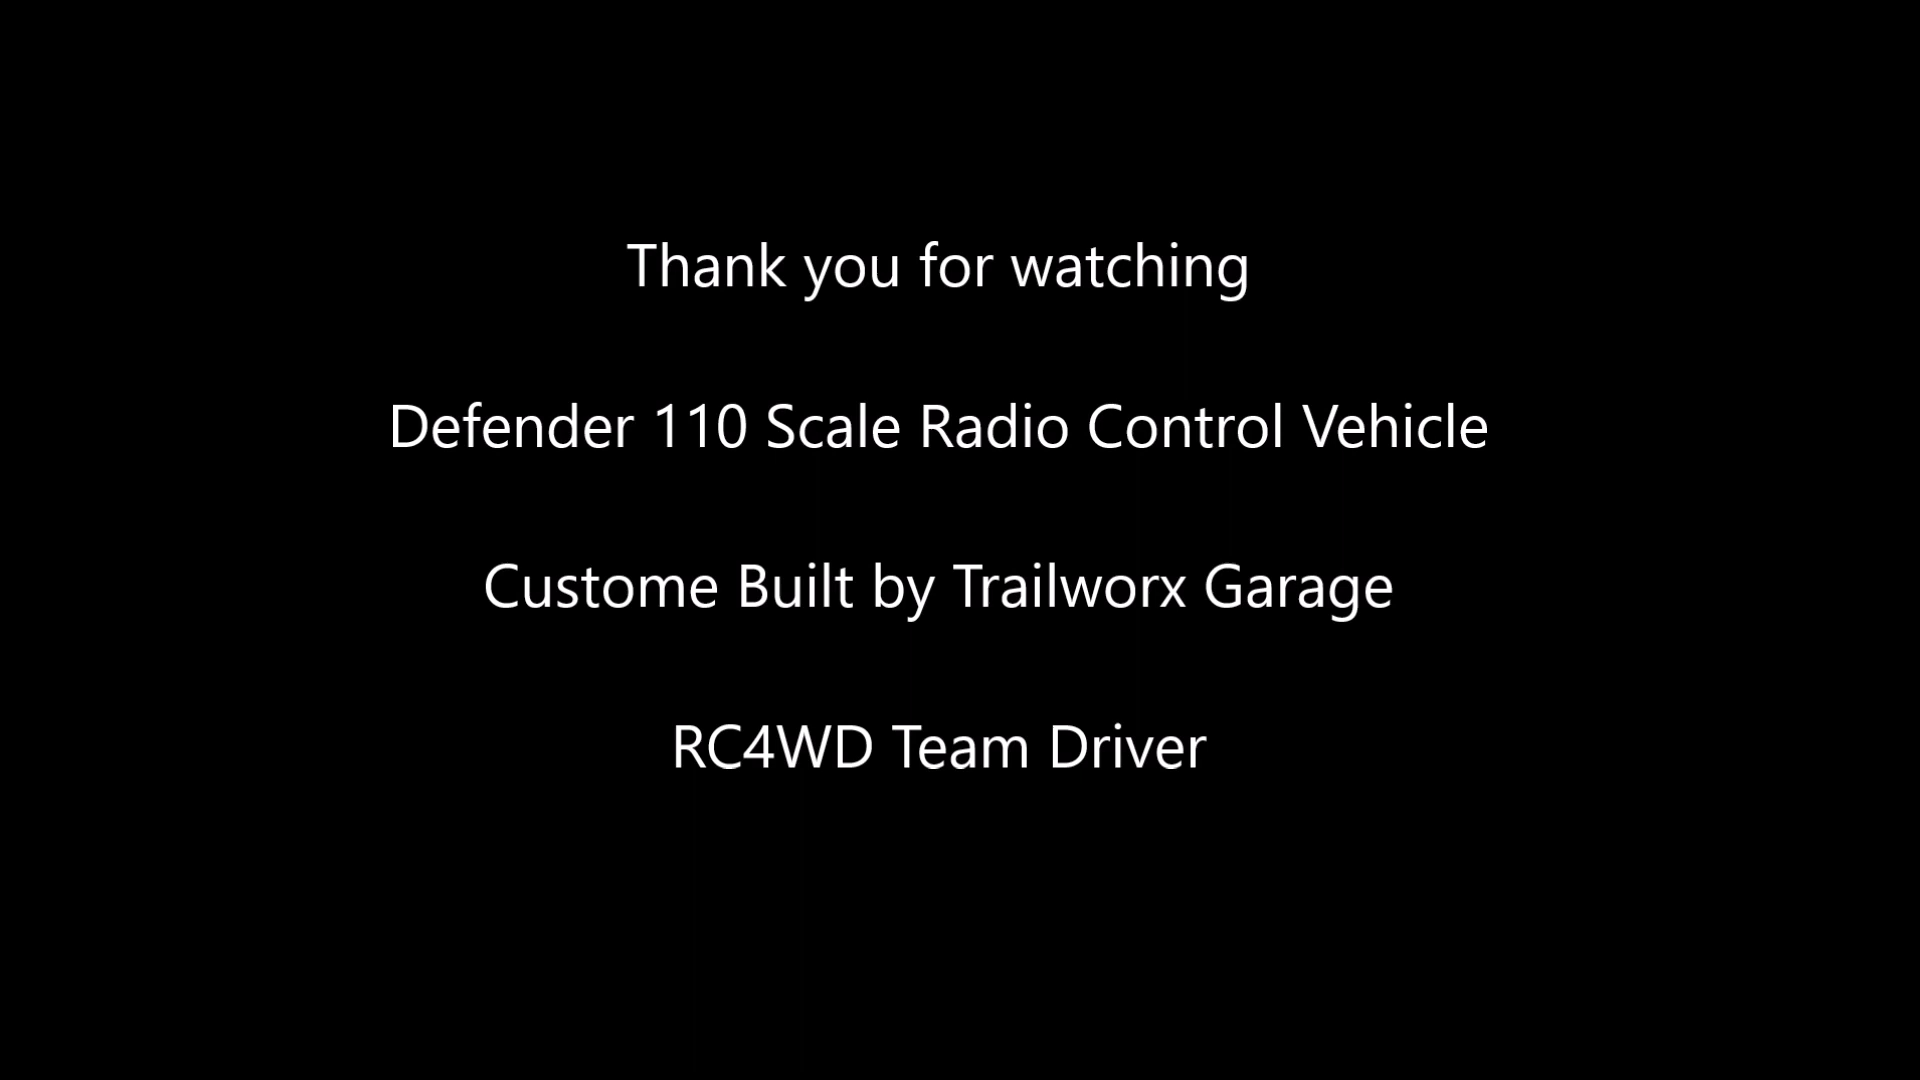 Thank you for watching
Defender 110 Scale Radio Control Vehicle
Custome Built by Trailworx Garage
RC4WD Team Driver